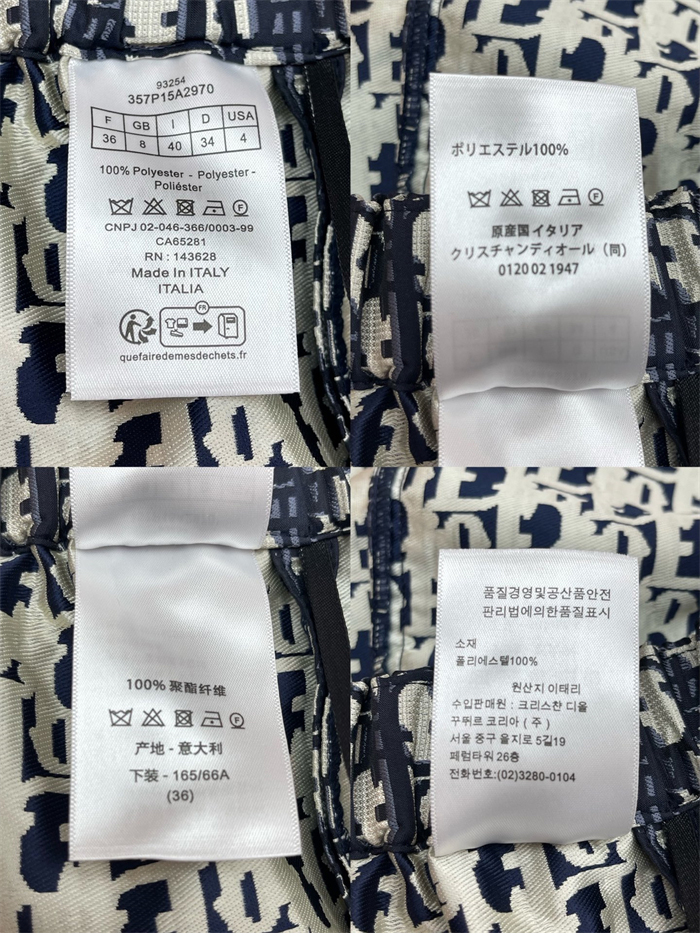 93254
357P15A2970
F GB I D USA
36 8 40 34 4
100% Polyester - Polyester -
Poliéster
CNPJ 02-046-366/0003-99
CA65281
RN : 143628
Made In ITALY
ITALIA
FR
quefairedemesdechets.fr
ポリエステル100%
F
原産国 イタリア
クリスチャンディオール（同）
0120 02 1947
100% 聚酯纤维
F
产地 - 意大利
下装 - 165/66A
(36)
품질경영및공산품안전
판리법에의한품질표시
소재
폴리에스텔100%
원산지 이태리
수입판매원 : 크리스챤 디올
꾸뛰르 코리아 ( 주 )
서울 중구 을지로 5길19
페럼타워 26층
전화번호:(02)3280-0104